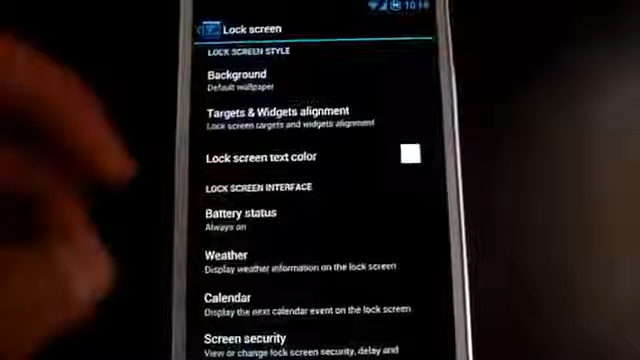 10:16
Lock screen
LOCK SCREEN STYLE
Background
Default wallpaper
Targets & Widgets alignment
Lock screen targets and widgets alignment
Lock screen text color
LOCK SCREEN INTERFACE
Battery status
Always on
Weather
Display weather information on the lock screen
Calendar
Display the next calendar event on the lock screen
Screen security
View or change lock screen security, delay and